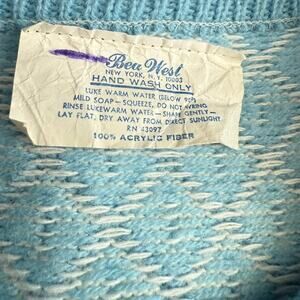 Bea West
NEW YORK, N.Y. 10003
HAND WASH ONLY
LUKE WARM WATER (BELOW 95F)
MILD SOAP — SQUEEZE, DO NOT WRING
RINSE LUKEWARM WATER — SHAPE GENTLY —
LAY FLAT, DRY AWAY FROM DIRECT SUNLIGHT
RN 43097
100% ACRYLIC FIBER